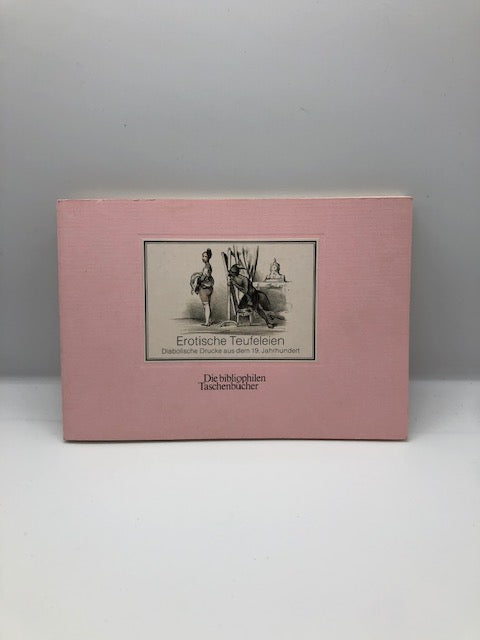 Erotische Teufeleien
Diabolische Drucke aus dem 19. Jahrhundert
Die bibliophilen
Taschenbücher